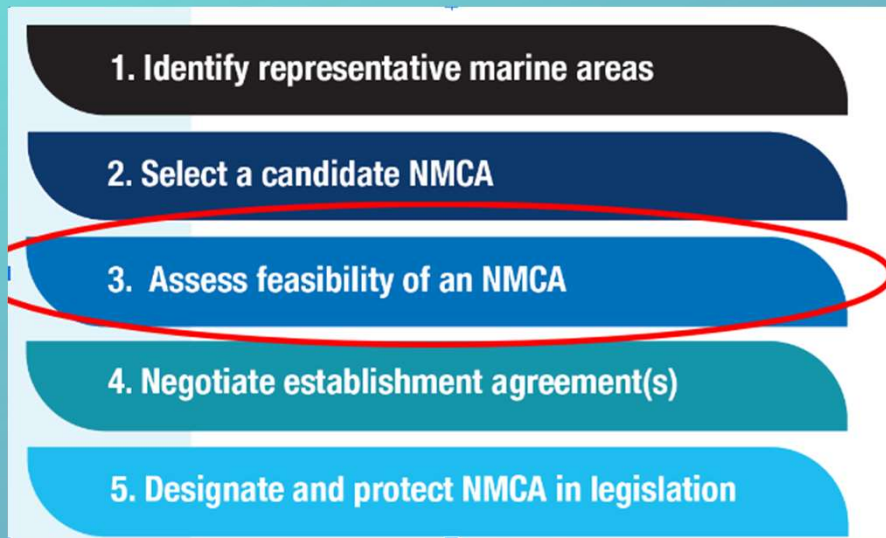 1. Identify representative marine areas
2. Select a candidate NMCA
3. Assess feasibility of an NMCA
4. Negotiate establishment agreement(s)
5. Designate and protect NMCA in legislation